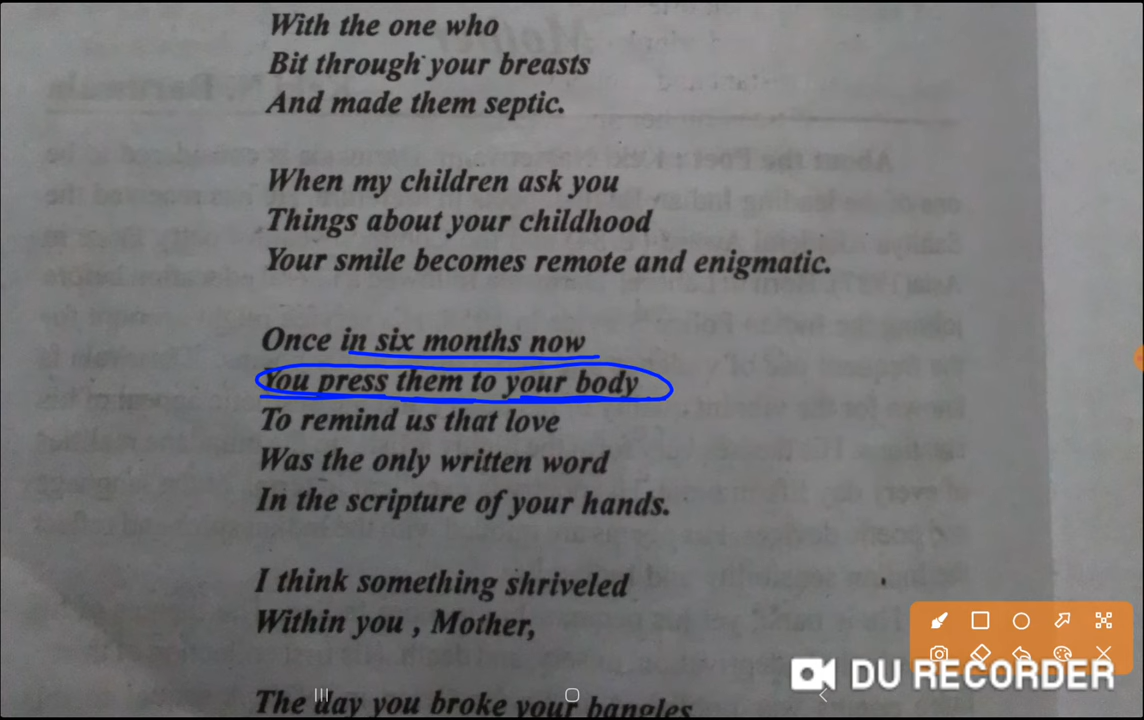 With the one who
Bit through your breasts
And made them septic.
When my children ask you
Things about your childhood
Your smile becomes remote and enigmatic.
Once in six months now
You press them to your body
To remind us that love
Was the only written word
In the scripture of your hands.
I think something shriveled
Within you , Mother,
The day you broke your bangles
DU RECORDER